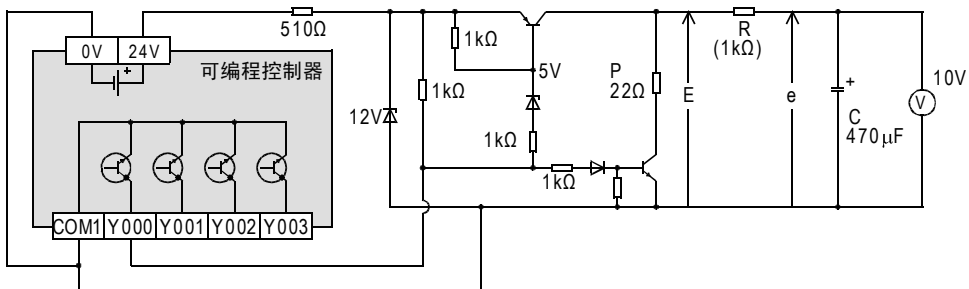 0V 24V
+
可编程控制器
COM1 Y000 Y001 Y002 Y003
510Ω
12V
1kΩ
1kΩ
5V
1kΩ
1kΩ
P
22Ω
E
R
(1kΩ)
e
+
C
470μF
V
10V